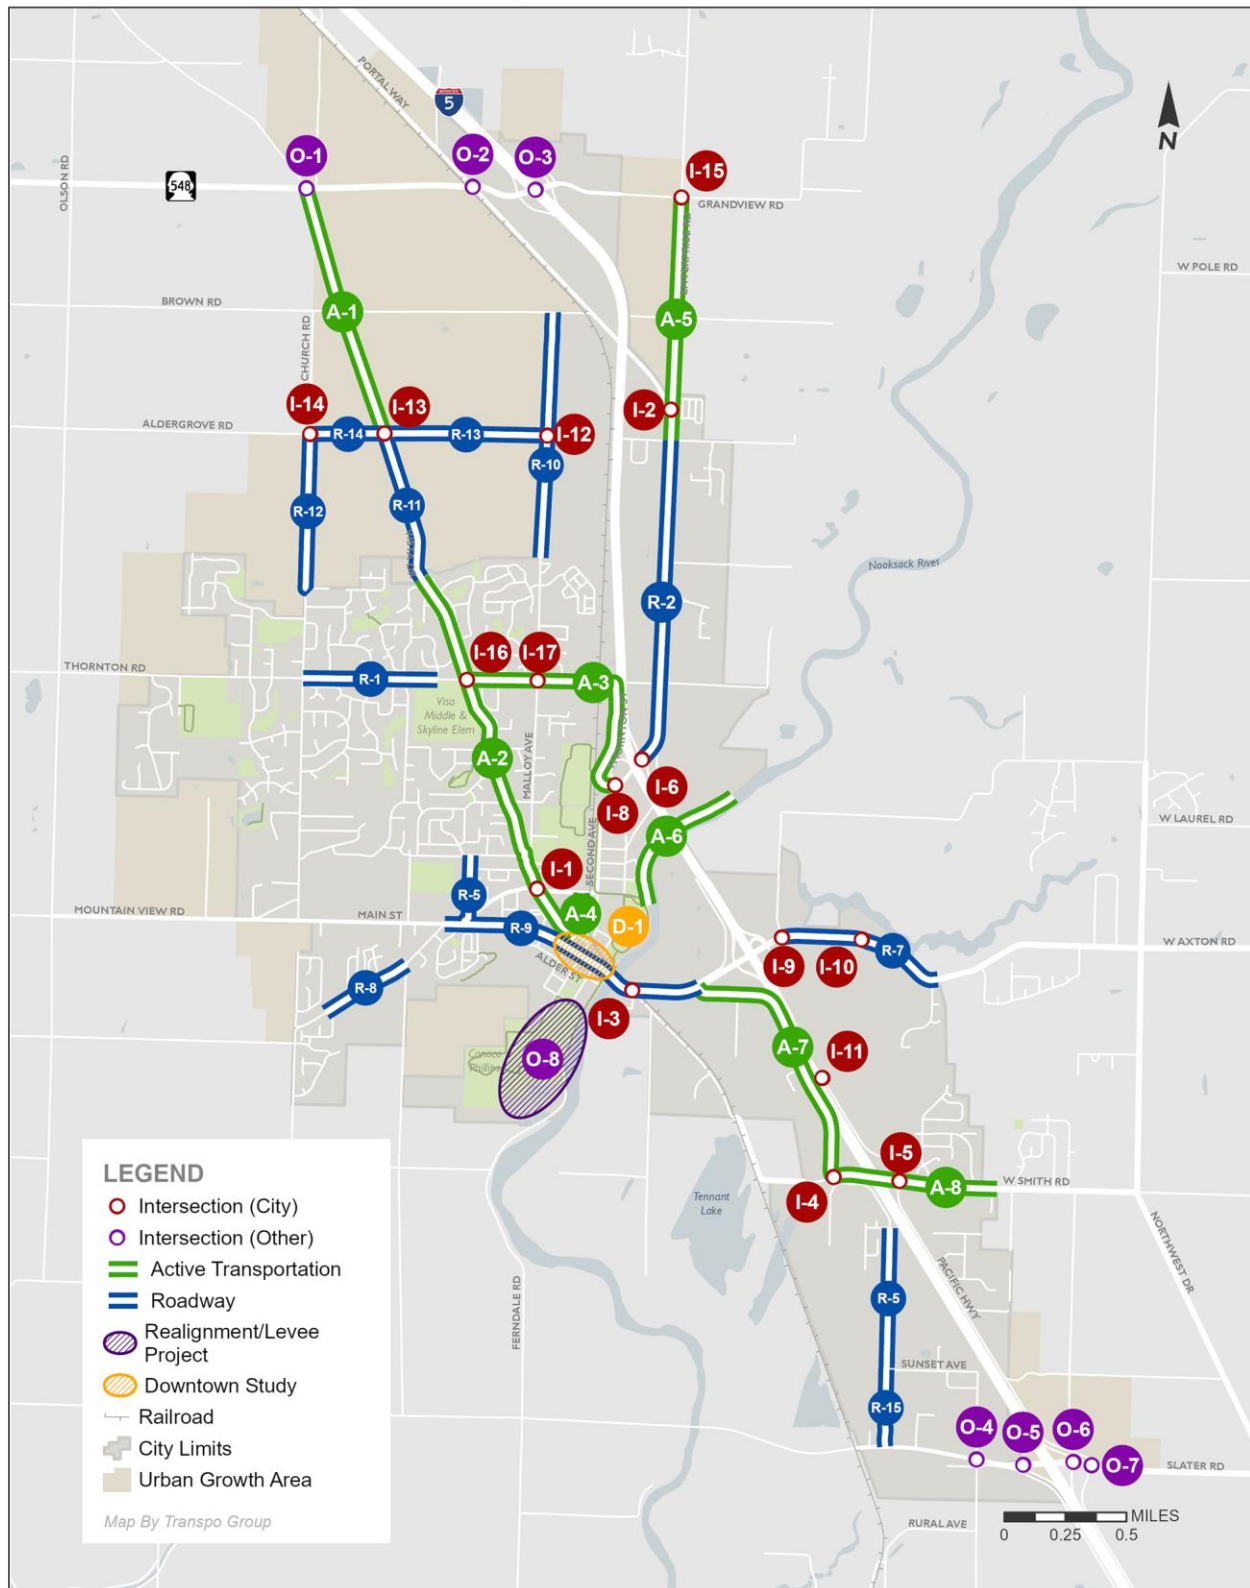 PORTAL WAY
INTERSTATE
5
N
OLSON RD
548
O-1
O-2
O-3
I-15
GRANDVIEW RD
W POLE RD
BROWN RD
A-1
A-5
CHURCH RD
I-14
I-13
I-2
ALDERGROVE RD
R-14
R-13
I-12
R-10
R-12
R-11
Nooksack River
R-2
THORNTON RD
I-16
I-17
R-1
A-3
Vista
Middle &
Skyline Elem
THORNTON ST
A-2
MALLOY AVE
I-6
I-8
A-6
W LAUREL RD
SECOND AVE
I-1
R-5
A-4
MOUNTAIN VIEW RD
MAIN ST
R-9
D-1
W AXTON RD
R-7
I-9
I-10
ALDER ST
R-8
I-3
A-7
I-11
O-8
Conoco
Phillips
I-5
A-8
W SMITH RD
I-4
Tennant
Lake
NORTHWEST DR
PACIFIC HWY
R-5
FERNDALE RD
SUNSET AVE
R-15
O-4
O-5
O-6
O-7
SLATER RD
RURAL AVE
MILES
0 0.25 0.5
LEGEND
Intersection (City)
Intersection (Other)
Active Transportation
Roadway
Realignment/Levee
Project
Downtown Study
Railroad
City Limits
Urban Growth Area
Map By Transpo Group